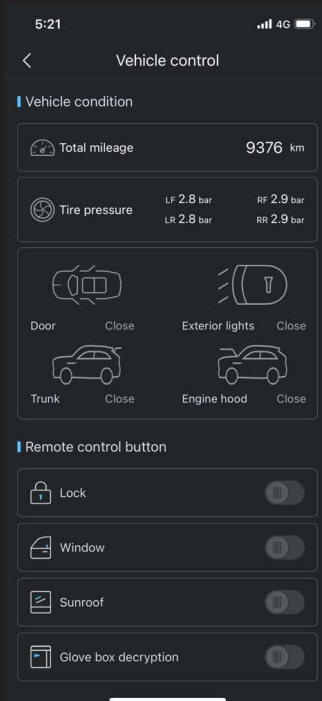 5:21 4G
Vehicle control
Vehicle condition
Total mileage 9376 km
LF 2.8 bar RF 2.9 bar
Tire pressure
LR 2.8 bar RR 2.9 bar
Door Close Exterior lights Close
Trunk Close Engine hood Close
Remote control button
Lock
Window
Sunroof
Glove box decryption